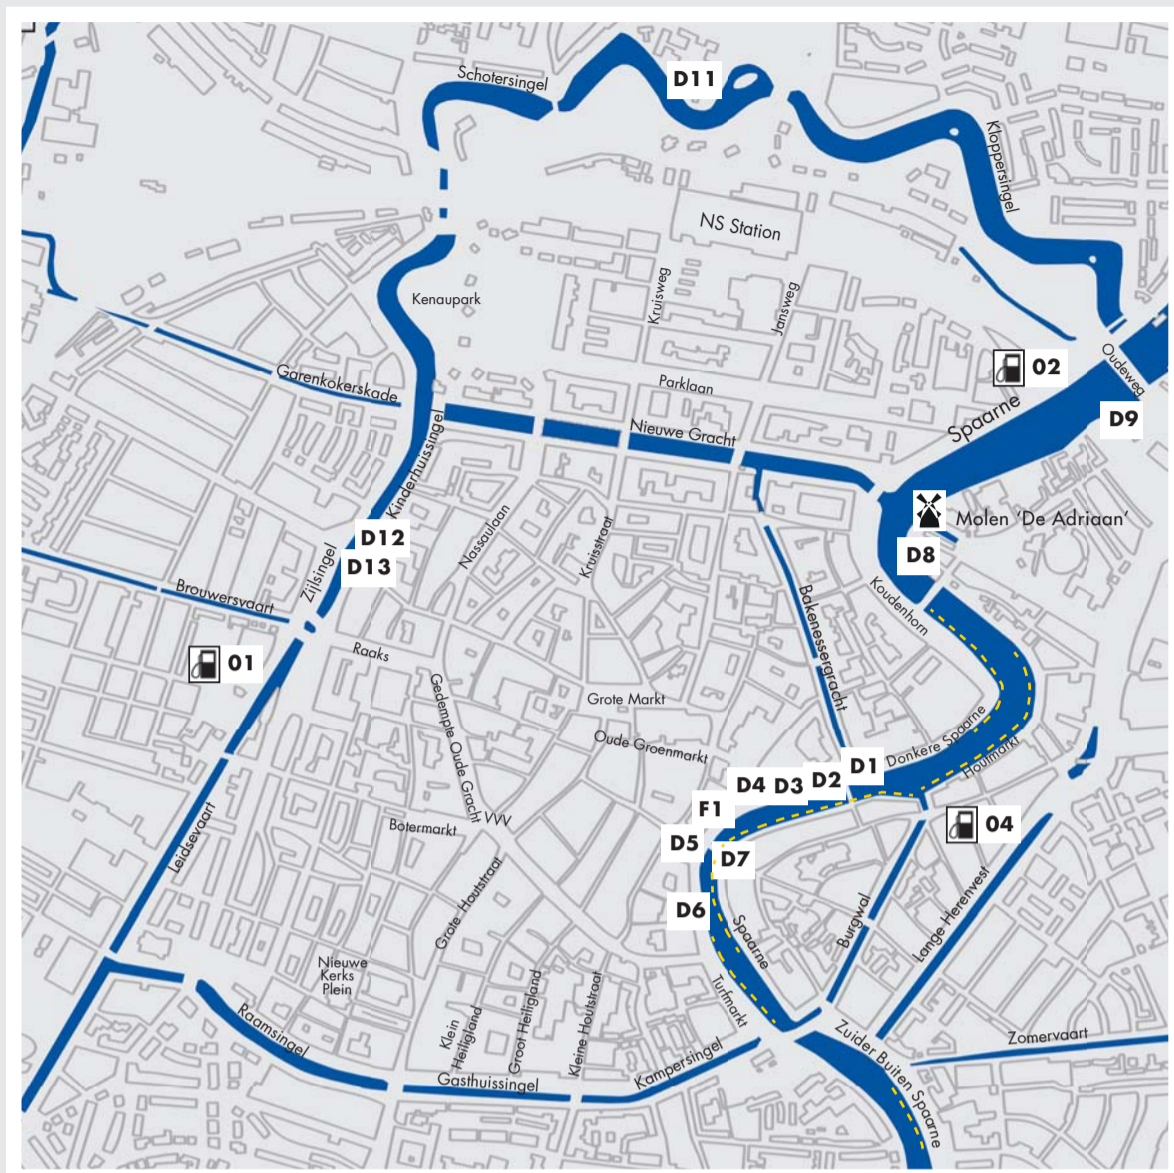 Schotersingel
D11
Kloppersingel
NS Station
Kruisweg
Jansweg
Kenaupark
Garenkokerskade
Parklaan
02
Oudeweg
Spaarne
D9
Nieuwe Gracht
Kinderhuissingel
Molen 'De Adriaan'
D12
D13
Nassaulaan
Kruisstraat
D8
Zijlsingel
Brouwersvaart
Koudenhorn
Bakenessergracht
01
Raaks
Gedempte Oude Gracht
Grote Markt
Oude Groenmarkt
Donkere Spaarne
Houtmarkt
D1
D2
D3
D4
F1
D5
D7
D6
04
VVV
Botermarkt
Leidsevaart
Grote Houtstraat
Burgwal
Lange Herenvest
Spaarne
Nieuwe
Kerks
Plein
Turfmarkt
Klein
Heiligland
Groot Heiligland
Kleine Houtstraat
Raamsingel
Gasthuissingel
Kampersingel
Zuider Buiten Spaarne
Zomervaart